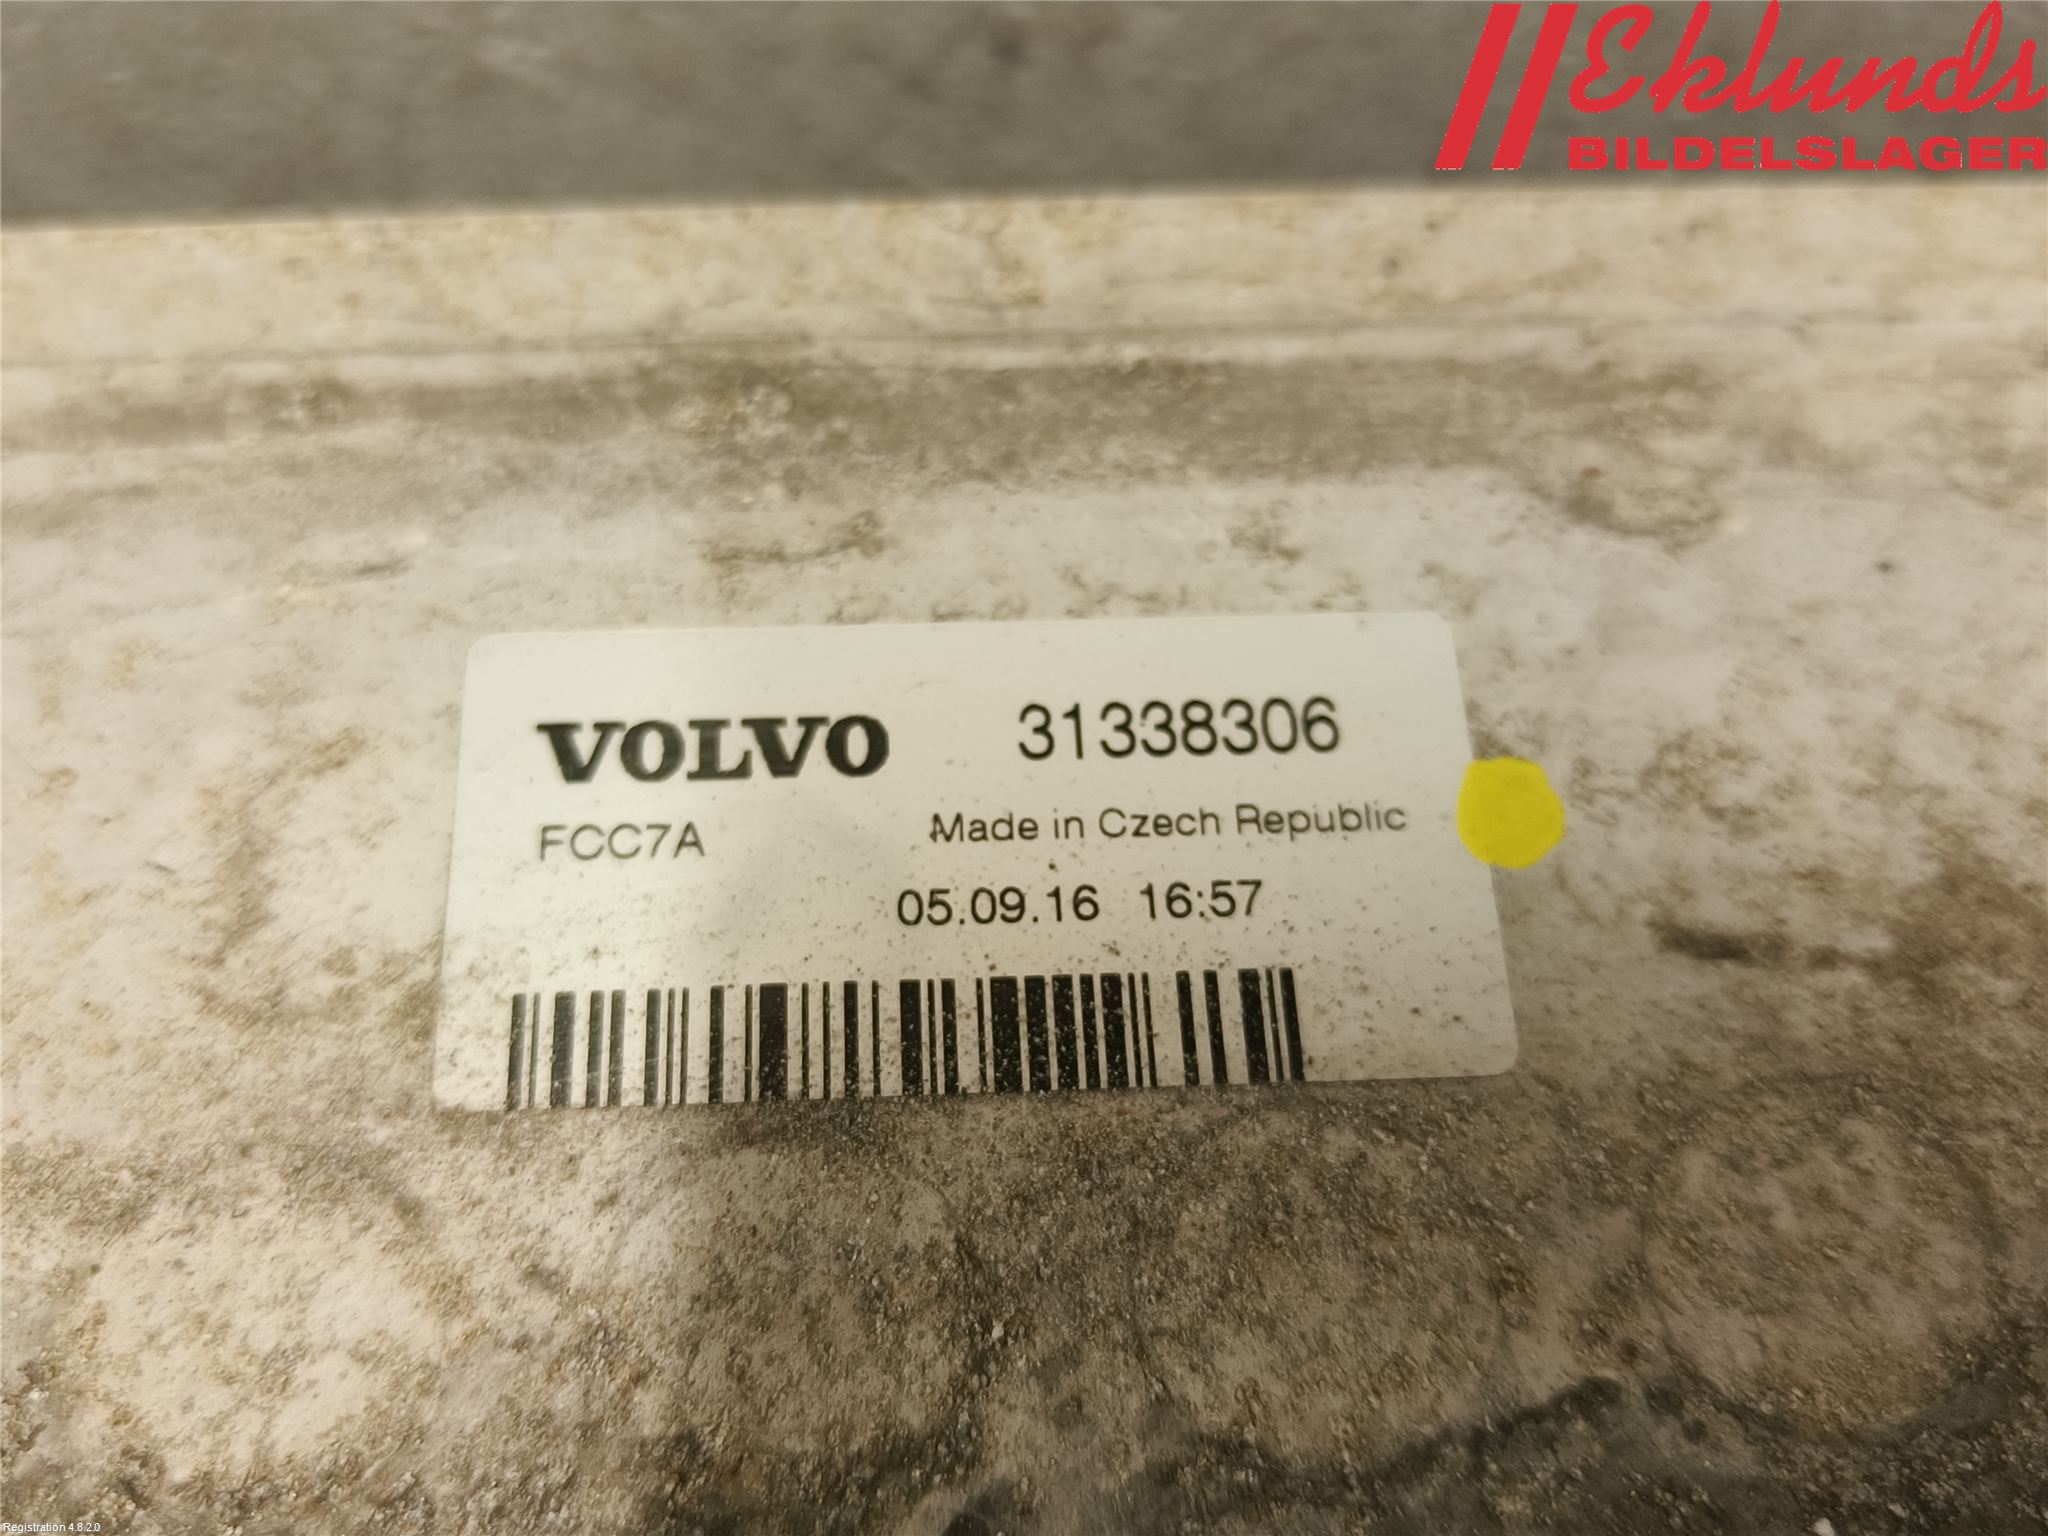 Eklunds
BILDELSLAGER
VOLVO 31338306
FCC7A Made in Czech Republic
05.09.16 16:57
Registration 4.8.2.0